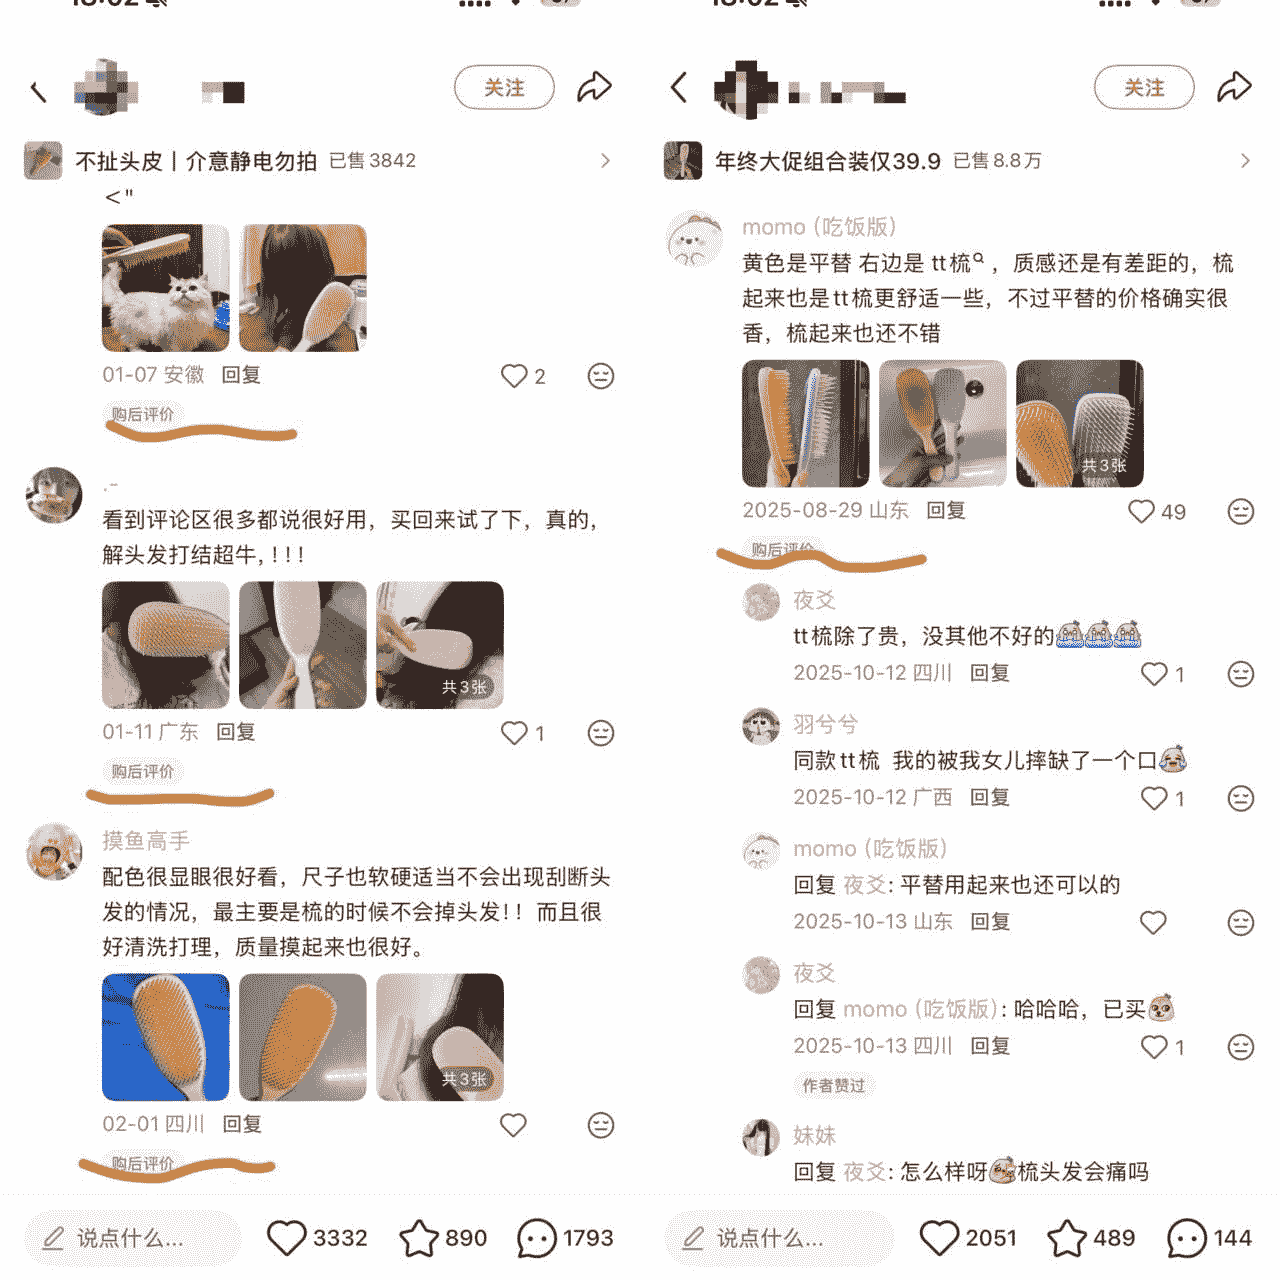 关注
不扯头皮丨介意静电勿拍 已售3842
<"
01-07 安徽 回复
2
购后评价
.-
看到评论区很多都说很好用，买回来试了下，真的，
解头发打结超牛,!!!
共3张
01-11 广东 回复
1
购后评价
摸鱼高手
配色很显眼很好看，尺子也软硬适当不会出现刮断头
发的情况，最主要是梳的时候不会掉头发!! 而且很
好清洗打理，质量摸起来也很好。
共3张
02-01 四川 回复
购后评价
说点什么... 3332 890 1793
关注
年终大促组合装仅39.9 已售8.8万
momo (吃饭版)
黄色是平替 右边是 tt梳，质感还是有差距的，梳
起来也是tt梳更舒适一些，不过平替的价格确实很
香，梳起来也还不错
共3张
2025-08-29 山东 回复
49
购后评价
夜爻
tt梳除了贵，没其他不好的
2025-10-12 四川 回复
1
羽兮兮
同款tt梳 我的被我女儿摔缺了一个口
2025-10-12 广西 回复
1
momo (吃饭版)
回复 夜爻: 平替用起来也还可以的
2025-10-13 山东 回复
夜爻
回复 momo (吃饭版): 哈哈哈，已买
2025-10-13 四川 回复
1
作者赞过
妹妹
回复 夜爻: 怎么样呀梳头发会痛吗
说点什么... 2051 489 144